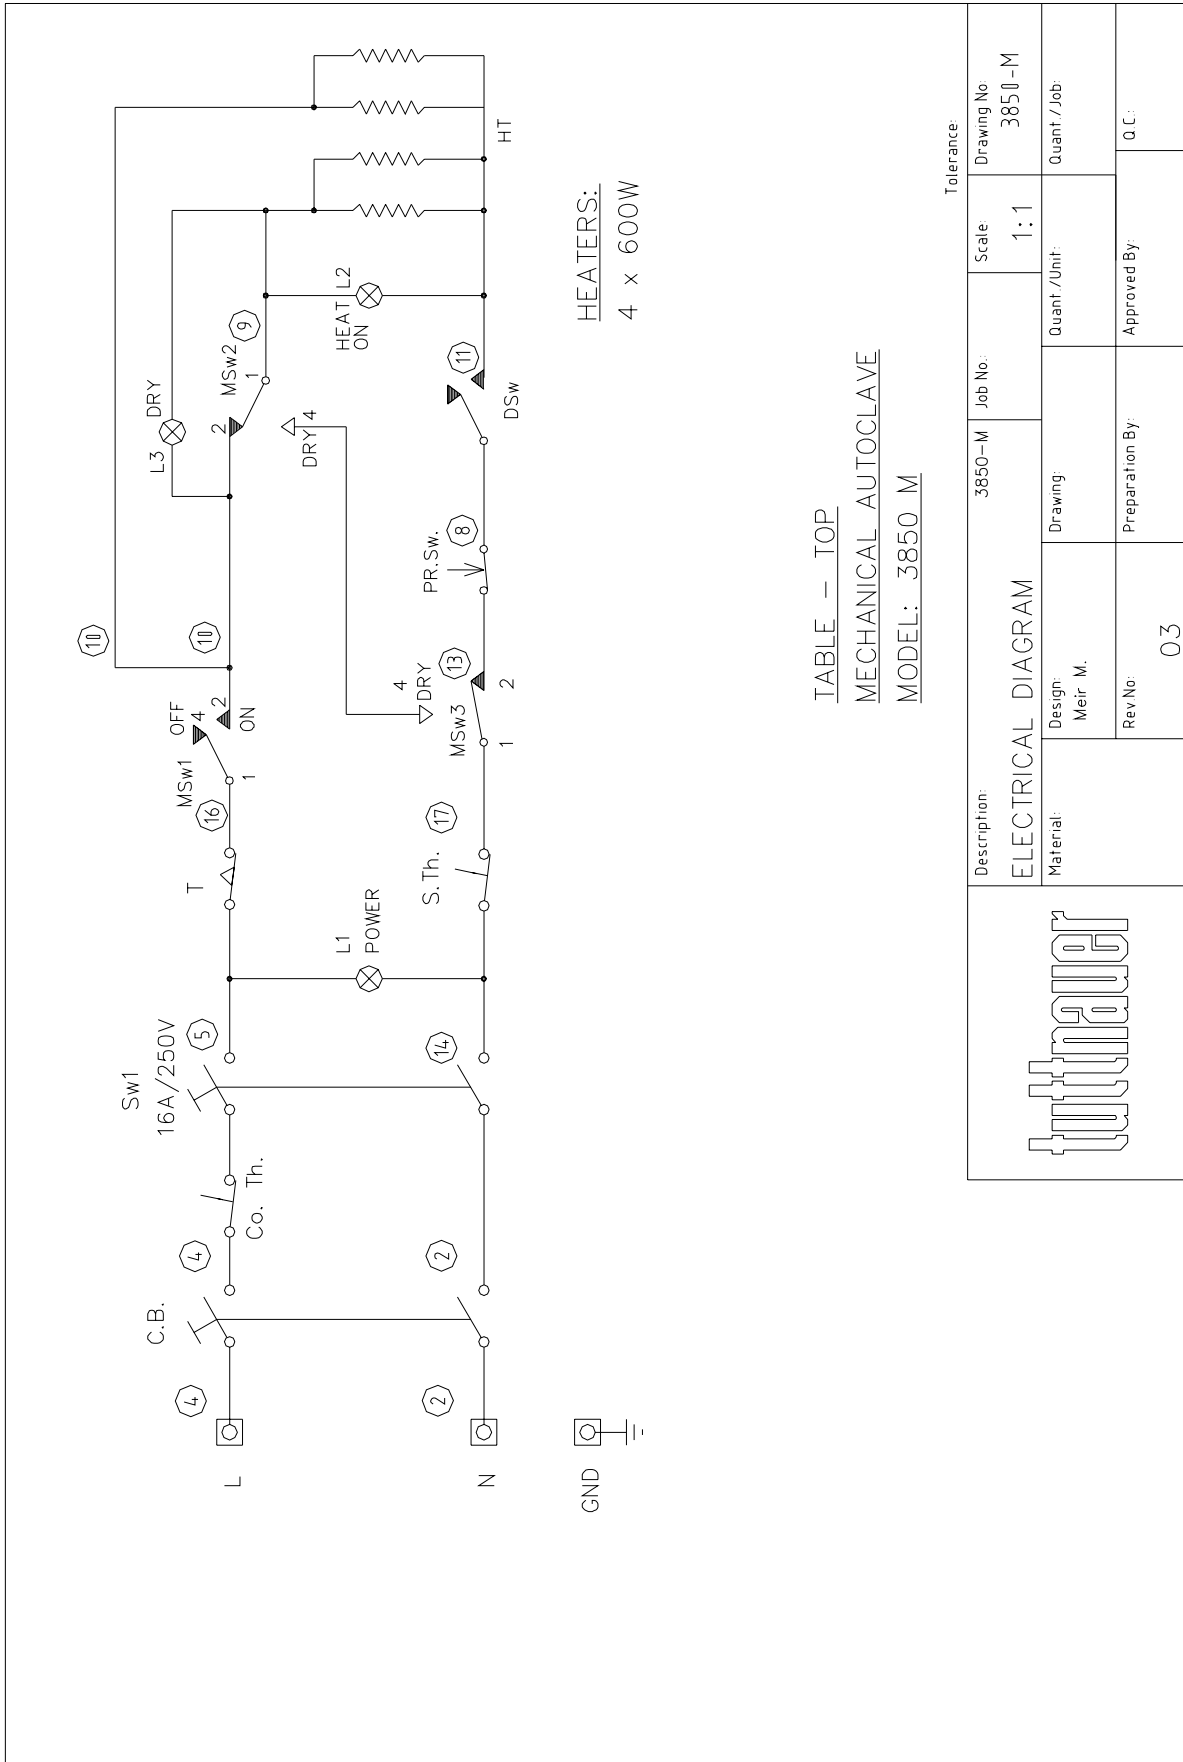 C.B.
Sw1
16A/250V
4
4
5
L
Co. Th.
T
16
MSw1
OFF
4
1
2
ON
10
10
L3
DRY
2
MSw2
1
9
DRY 4
L1
POWER
HEAT L2
ON
2
2
14
S.Th.
17
MSw3
4
DRY
13
1
2
PR.Sw.
8
11
DSw
HT
N
GND
HEATERS:
4 x 600W
TABLE - TOP
MECHANICAL AUTOCLAVE
MODEL: 3850 M
Tolerance:
tuttnauer
Description:
3850-M
ELECTRICAL DIAGRAM
Job No.:
Scale:
1:1
Drawing No:
3850-M
Material:
Design:
Meir M.
Drawing:
Quant./Unit:
Quant./Job:
Rev.No:
03
Preparation By:
Approved By:
Q.C.: